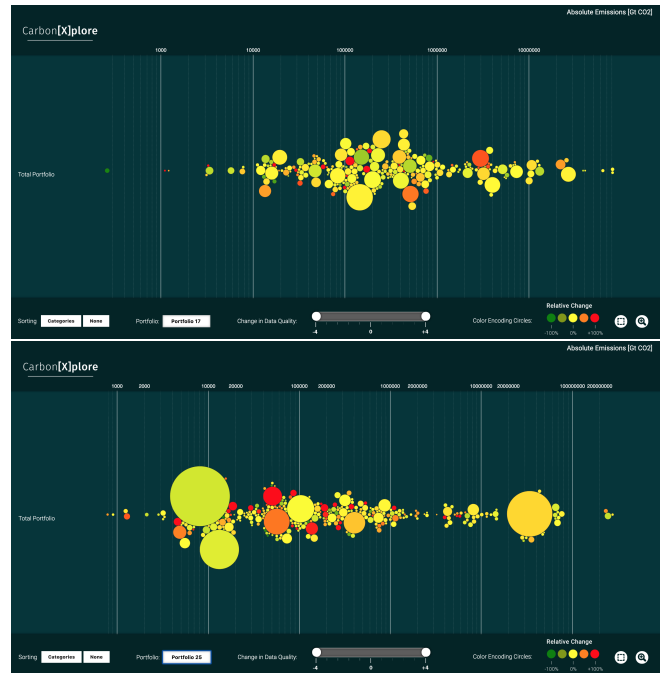 Absolute Emissions [Gt CO2]
Carbon[X]plore
1000 10000 100000 1000000 10000000
Total Portfolio
Relative Change
Sorting Categories None Portfolio: Portfolio 17 Change in Data Quality: Color Encoding Circles:
-4 0 +4 -100% 0% +100%
Absolute Emissions [Gt CO2]
Carbon[X]plore
1000 2000 10000 20000 100000 200000 1000000 2000000 10000000 20000000 100000000 200000000
Total Portfolio
Relative Change
Sorting Categories None Portfolio: Portfolio 25 Change in Data Quality: Color Encoding Circles:
-4 0 +4 -100% 0% +100%